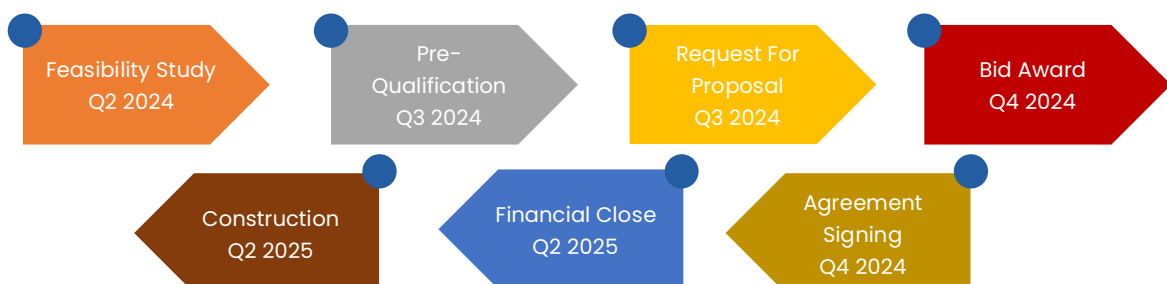 Feasibility Study
Q2 2024
Pre-
Qualification
Q3 2024
Request For
Proposal
Q3 2024
Bid Award
Q4 2024
Agreement
Signing
Q4 2024
Financial Close
Q2 2025
Construction
Q2 2025